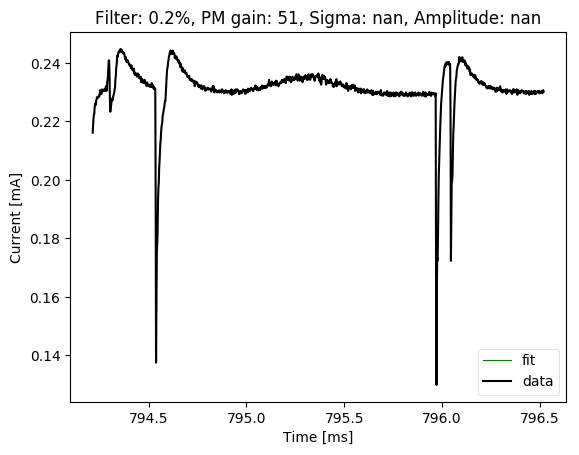 Filter: 0.2%, PM gain: 51, Sigma: nan, Amplitude: nan
0.24
0.22
0.20
0.18
0.16
0.14
Current [mA]
fit
data
794.5 795.0 795.5 796.0 796.5
Time [ms]